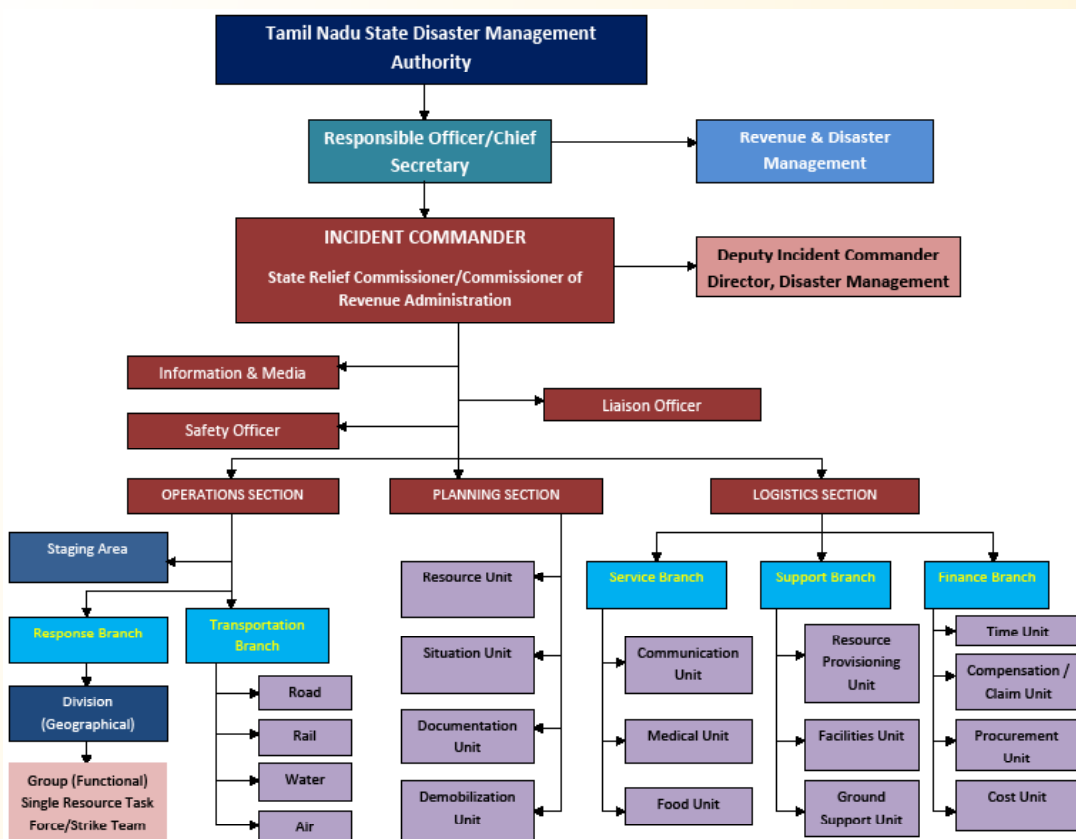 Tamil Nadu State Disaster Management
Authority
Responsible Officer/Chief
Secretary
Revenue & Disaster
Management
INCIDENT COMMANDER
State Relief Commissioner/Commissioner of
Revenue Administration
Deputy Incident Commander
Director, Disaster Management
Information & Media
Liaison Officer
Safety Officer
OPERATIONS SECTION
PLANNING SECTION
LOGISTICS SECTION
Staging Area
Response Branch
Transportation
Branch
Division
(Geographical)
Group (Functional)
Single Resource Task
Force/Strike Team
Road
Rail
Water
Air
Resource Unit
Situation Unit
Documentation
Unit
Demobilization
Unit
Service Branch
Communication
Unit
Medical Unit
Food Unit
Support Branch
Resource
Provisioning
Unit
Facilities Unit
Ground
Support Unit
Finance Branch
Time Unit
Compensation /
Claim Unit
Procurement
Unit
Cost Unit